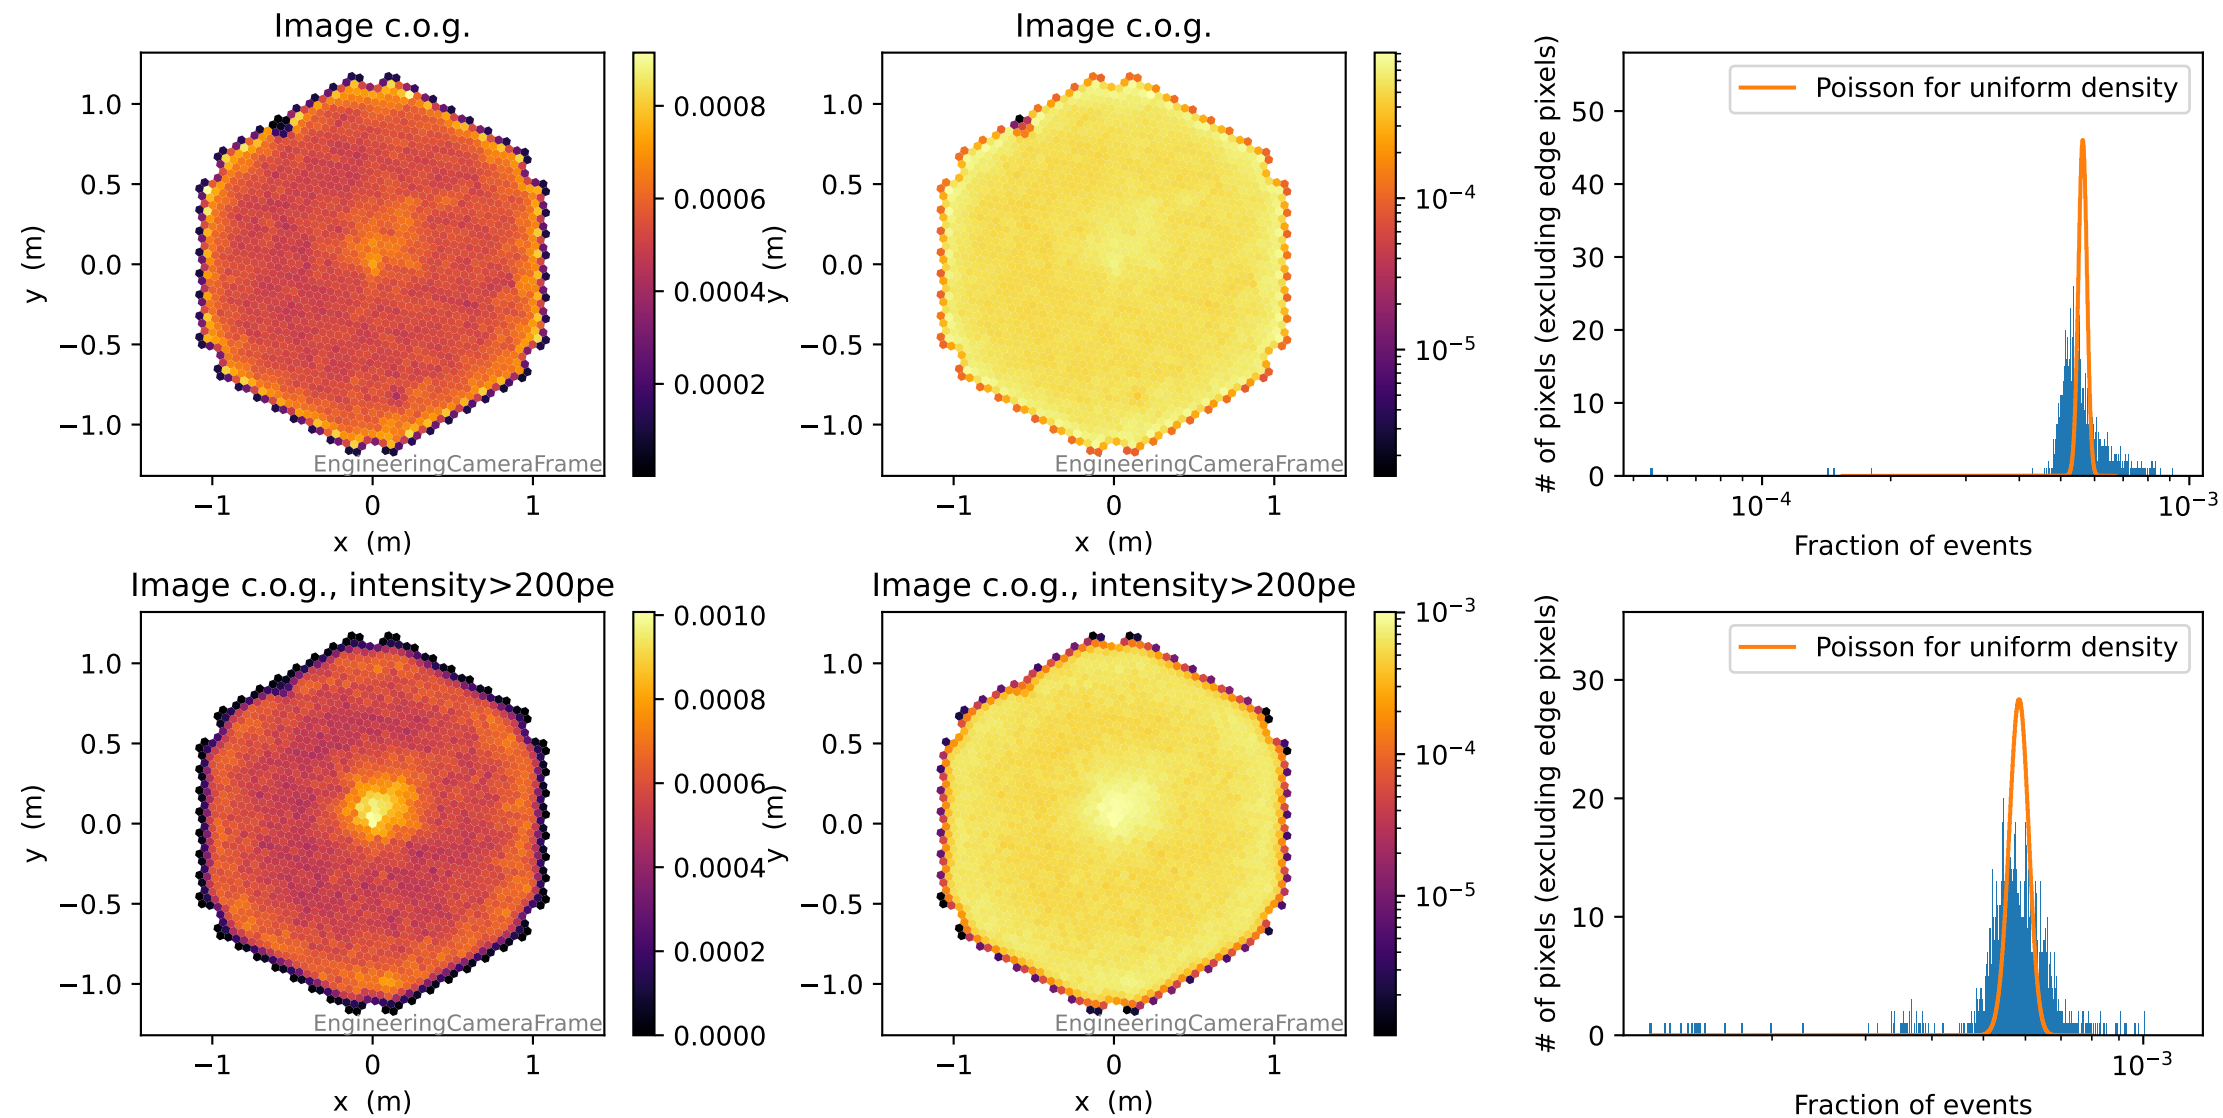 Image c.o.g.
y (m)
1.0
0.5
0.0
−0.5
−1.0
−1 0 1
x (m)
EngineeringCameraFrame
0.0008
0.0006
0.0004
0.0002
Image c.o.g.
y (m)
1.0
0.5
0.0
−0.5
−1.0
−1 0 1
x (m)
EngineeringCameraFrame
10−4
10−5
# of pixels (excluding edge pixels)
50
40
30
20
10
0
Poisson for uniform density
10−4 10−3
Fraction of events
Image c.o.g., intensity>200pe
y (m)
1.0
0.5
0.0
−0.5
−1.0
−1 0 1
x (m)
EngineeringCameraFrame
0.0010
0.0008
0.0006
0.0004
0.0002
0.0000
Image c.o.g., intensity>200pe
y (m)
1.0
0.5
0.0
−0.5
−1.0
−1 0 1
x (m)
EngineeringCameraFrame
10−3
10−4
10−5
# of pixels (excluding edge pixels)
30
20
10
0
Poisson for uniform density
10−3
Fraction of events